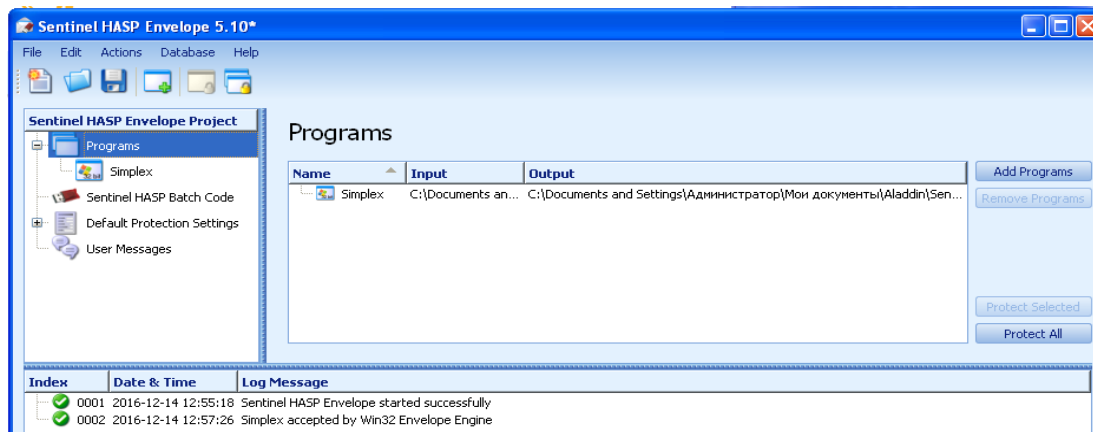 Sentinel HASP Envelope 5.10*
File Edit Actions Database Help
Sentinel HASP Envelope Project
Programs
Simplex
Sentinel HASP Batch Code
Default Protection Settings
User Messages
Programs
Name Input Output
Simplex C:\Documents an... C:\Documents and Settings\Администратор\Мои документы\Aladdin\Sen...
Add Programs
Remove Programs
Protect Selected
Protect All
Index Date & Time Log Message
0001 2016-12-14 12:55:18 Sentinel HASP Envelope started successfully
0002 2016-12-14 12:57:26 Simplex accepted by Win32 Envelope Engine